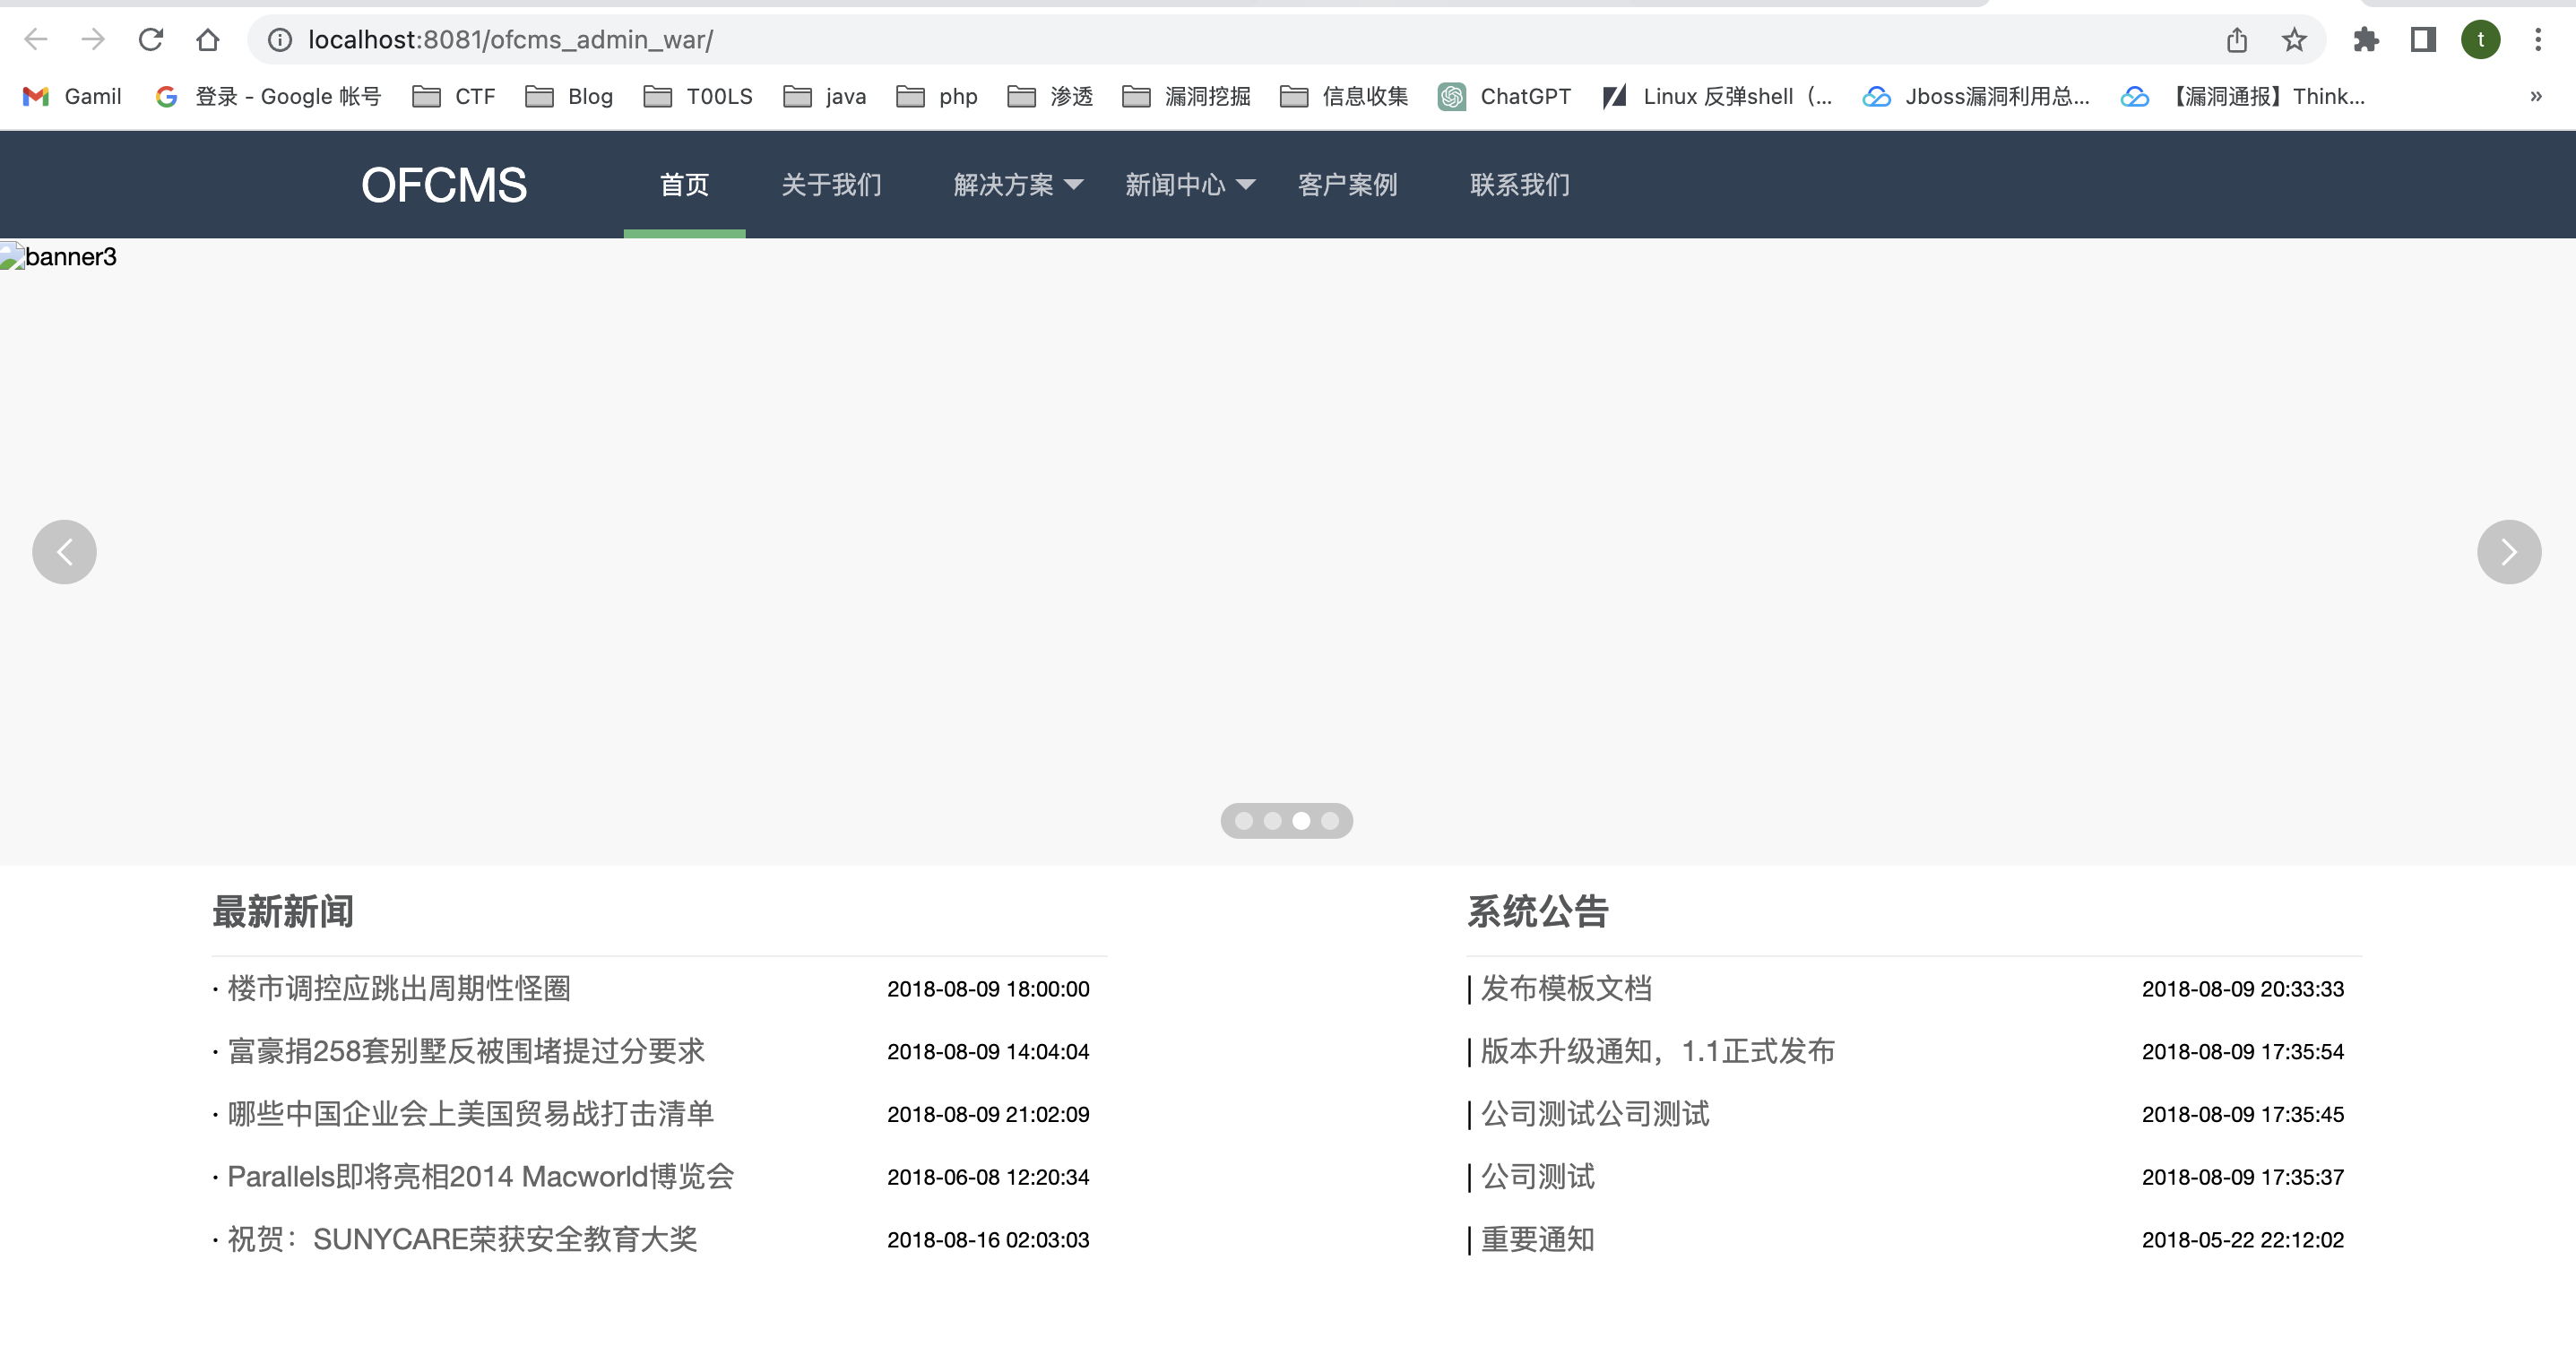 localhost:8081/ofcms_admin_war/
t
Gamil 登录 - Google 帐号 CTF Blog T00LS java php 渗透 漏洞挖掘 信息收集 ChatGPT Linux 反弹shell（... Jboss漏洞利用总... 【漏洞通报】Think... »
OFCMS 首页 关于我们 解决方案 新闻中心 客户案例 联系我们
banner3
最新新闻
· 楼市调控应跳出周期性怪圈 2018-08-09 18:00:00
· 富豪捐258套别墅反被围堵提过分要求 2018-08-09 14:04:04
· 哪些中国企业会上美国贸易战打击清单 2018-08-09 21:02:09
· Parallels即将亮相2014 Macworld博览会 2018-06-08 12:20:34
· 祝贺：SUNYCARE荣获安全教育大奖 2018-08-16 02:03:03
系统公告
| 发布模板文档 2018-08-09 20:33:33
| 版本升级通知，1.1正式发布 2018-08-09 17:35:54
| 公司测试公司测试 2018-08-09 17:35:45
| 公司测试 2018-08-09 17:35:37
| 重要通知 2018-05-22 22:12:02